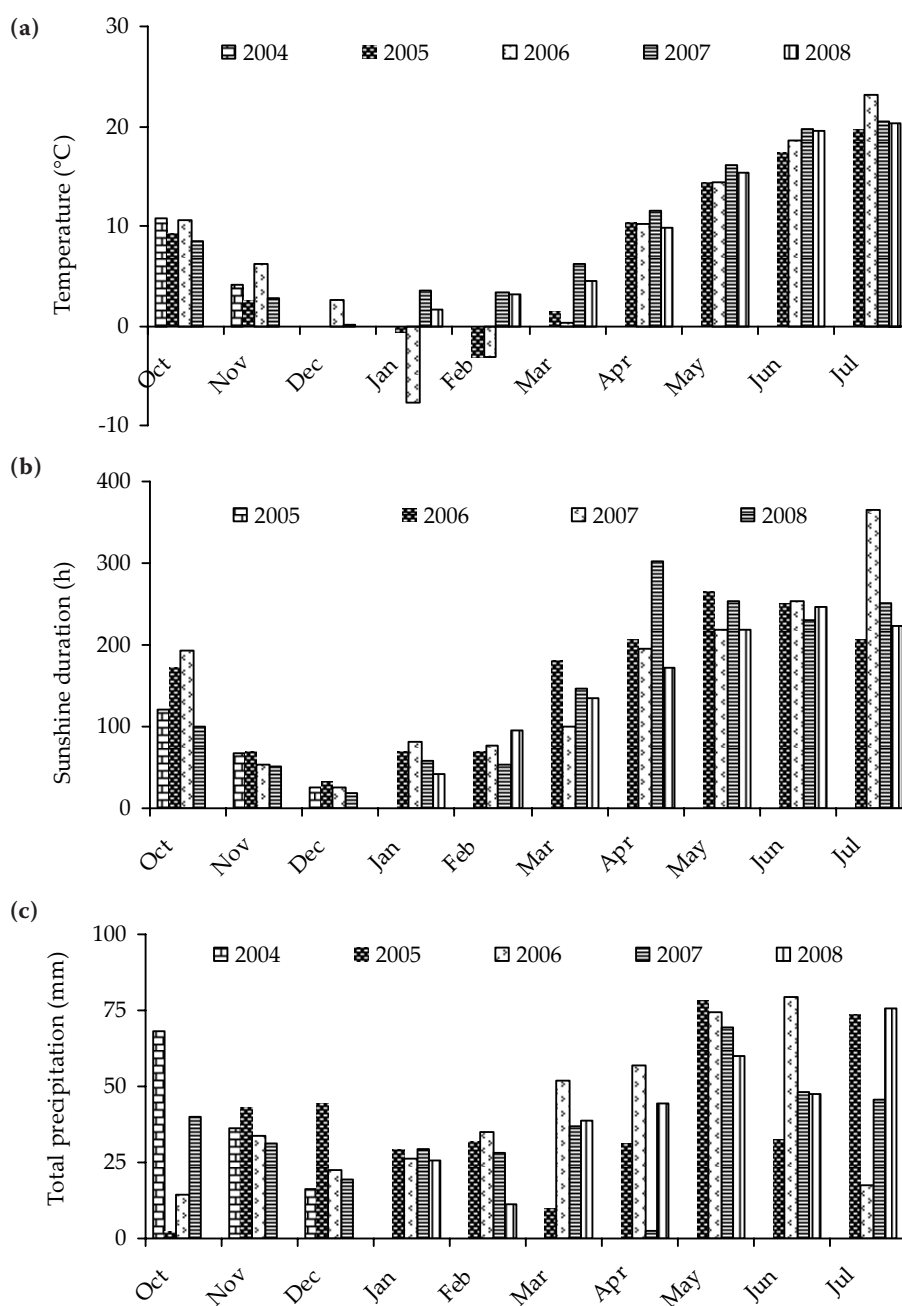 (a)
30
20
10
0
-10
Temperature (°C)
2004 2005 2006 2007 2008
Oct Nov Dec Jan Feb Mar Apr May Jun Jul
(b)
400
300
200
100
0
Sunshine duration (h)
2005 2006 2007 2008
Oct Nov Dec Jan Feb Mar Apr May Jun Jul
(c)
100
75
50
25
0
Total precipitation (mm)
2004 2005 2006 2007 2008
Oct Nov Dec Jan Feb Mar Apr May Jun Jul